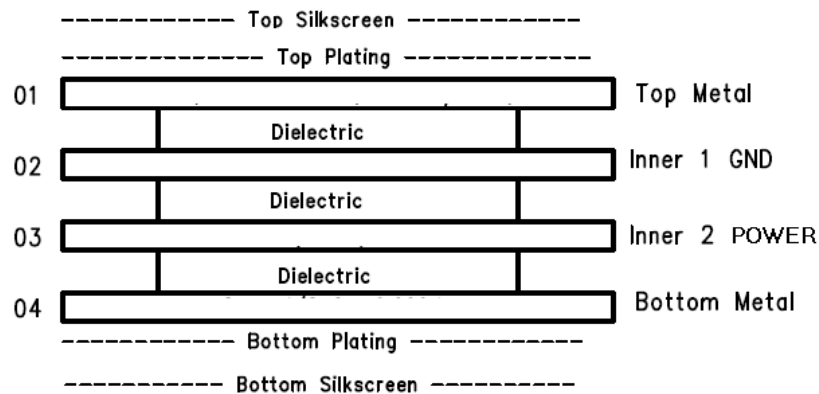 Top Silkscreen
Top Plating
01 Top Metal
Dielectric
02 Inner 1 GND
Dielectric
03 Inner 2 POWER
Dielectric
04 Bottom Metal
Bottom Plating
Bottom Silkscreen